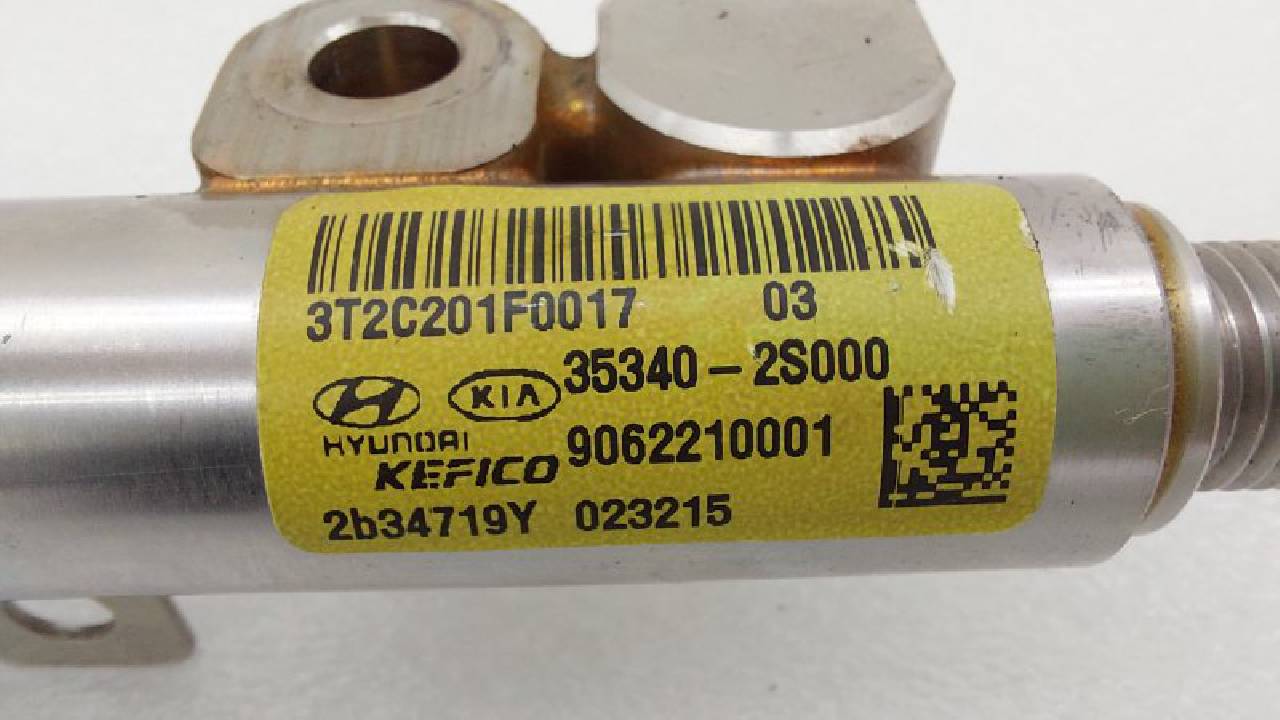 3T2C201F0017 03
KIA 35340-2S000
HYUNDAI
KEFICO 9062210001
2b34719Y 023215